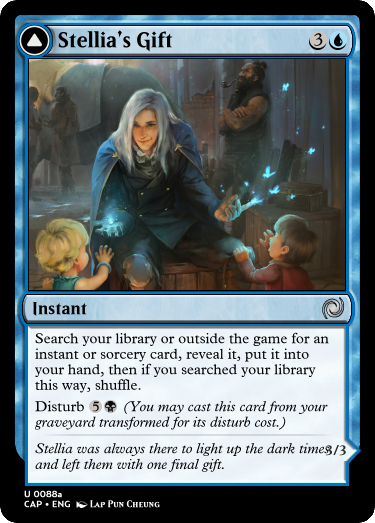 Stellia's Gift 3
Instant
Search your library or outside the game for an
instant or sorcery card, reveal it, put it into
your hand, then if you searched your library
this way, shuffle.
Disturb 5 (You may cast this card from your
graveyard transformed for its disturb cost.)
Stellia was always there to light up the dark times
and left them with one final gift.
3/3
U 0088a
CAP • ENG Lap Pun Cheung